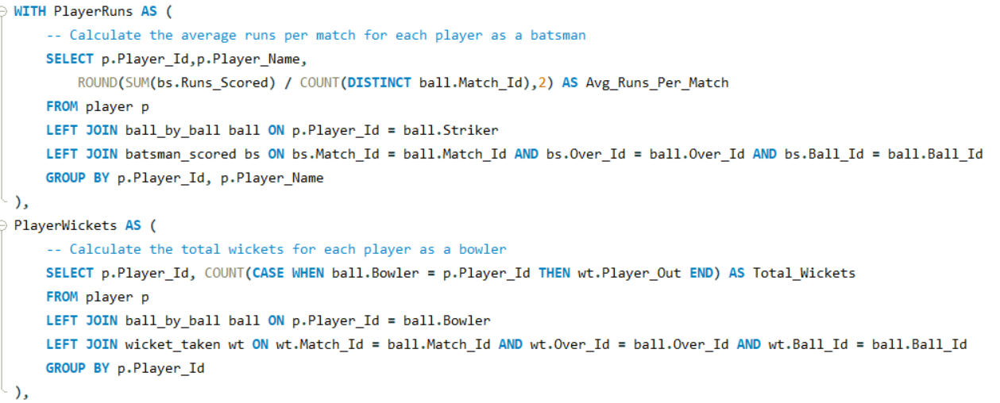 WITH PlayerRuns AS (
-- Calculate the average runs per match for each player as a batsman
SELECT p.Player_Id,p.Player_Name,
ROUND(SUM(bs.Runs_Scored) / COUNT(DISTINCT ball.Match_Id),2) AS Avg_Runs_Per_Match
FROM player p
LEFT JOIN ball_by_ball ball ON p.Player_Id = ball.Striker
LEFT JOIN batsman_scored bs ON bs.Match_Id = ball.Match_Id AND bs.Over_Id = ball.Over_Id AND bs.Ball_Id = ball.Ball_Id
GROUP BY p.Player_Id, p.Player_Name
),
PlayerWickets AS (
-- Calculate the total wickets for each player as a bowler
SELECT p.Player_Id, COUNT(CASE WHEN ball.Bowler = p.Player_Id THEN wt.Player_Out END) AS Total_Wickets
FROM player p
LEFT JOIN ball_by_ball ball ON p.Player_Id = ball.Bowler
LEFT JOIN wicket_taken wt ON wt.Match_Id = ball.Match_Id AND wt.Over_Id = ball.Over_Id AND wt.Ball_Id = ball.Ball_Id
GROUP BY p.Player_Id
),